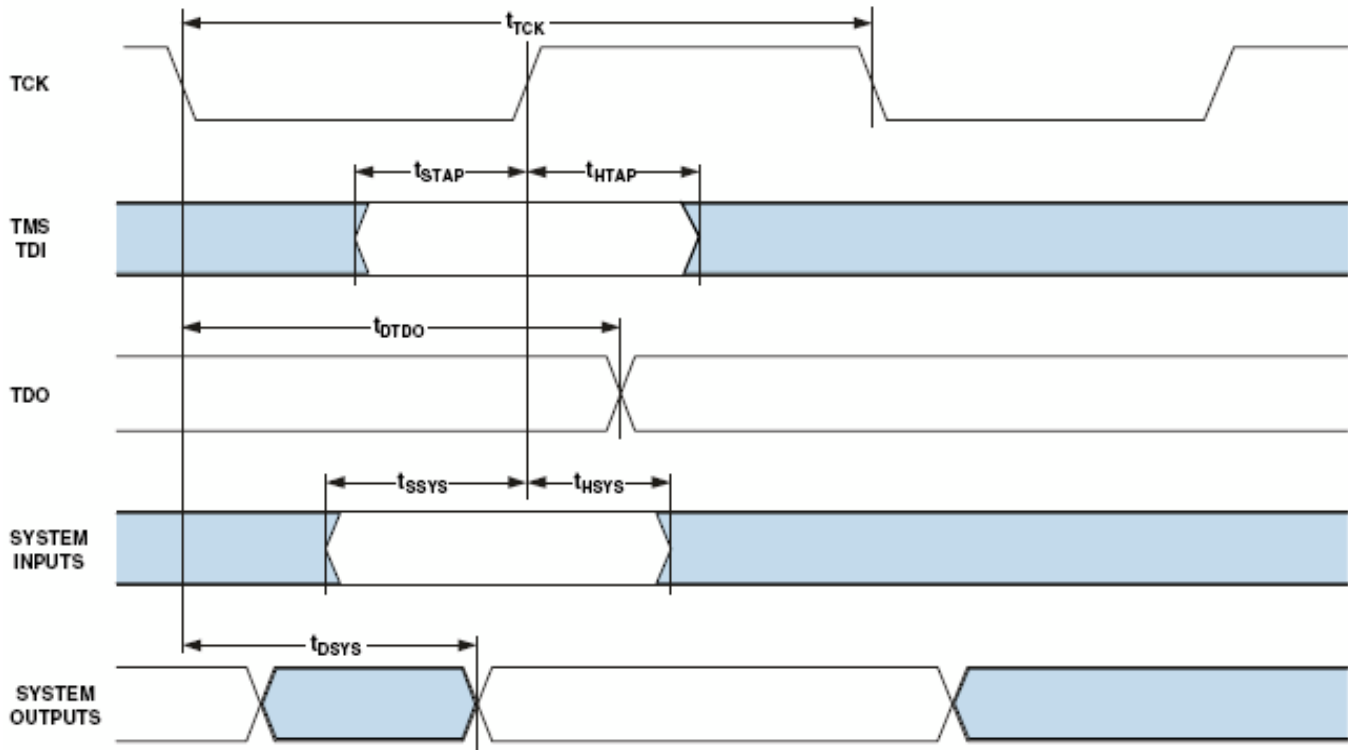 tTCK
TCK
tSTAP
tHTAP
TMS
TDI
tDTDO
TDO
tSSYS
tHSYS
SYSTEM
INPUTS
tDSYS
SYSTEM
OUTPUTS